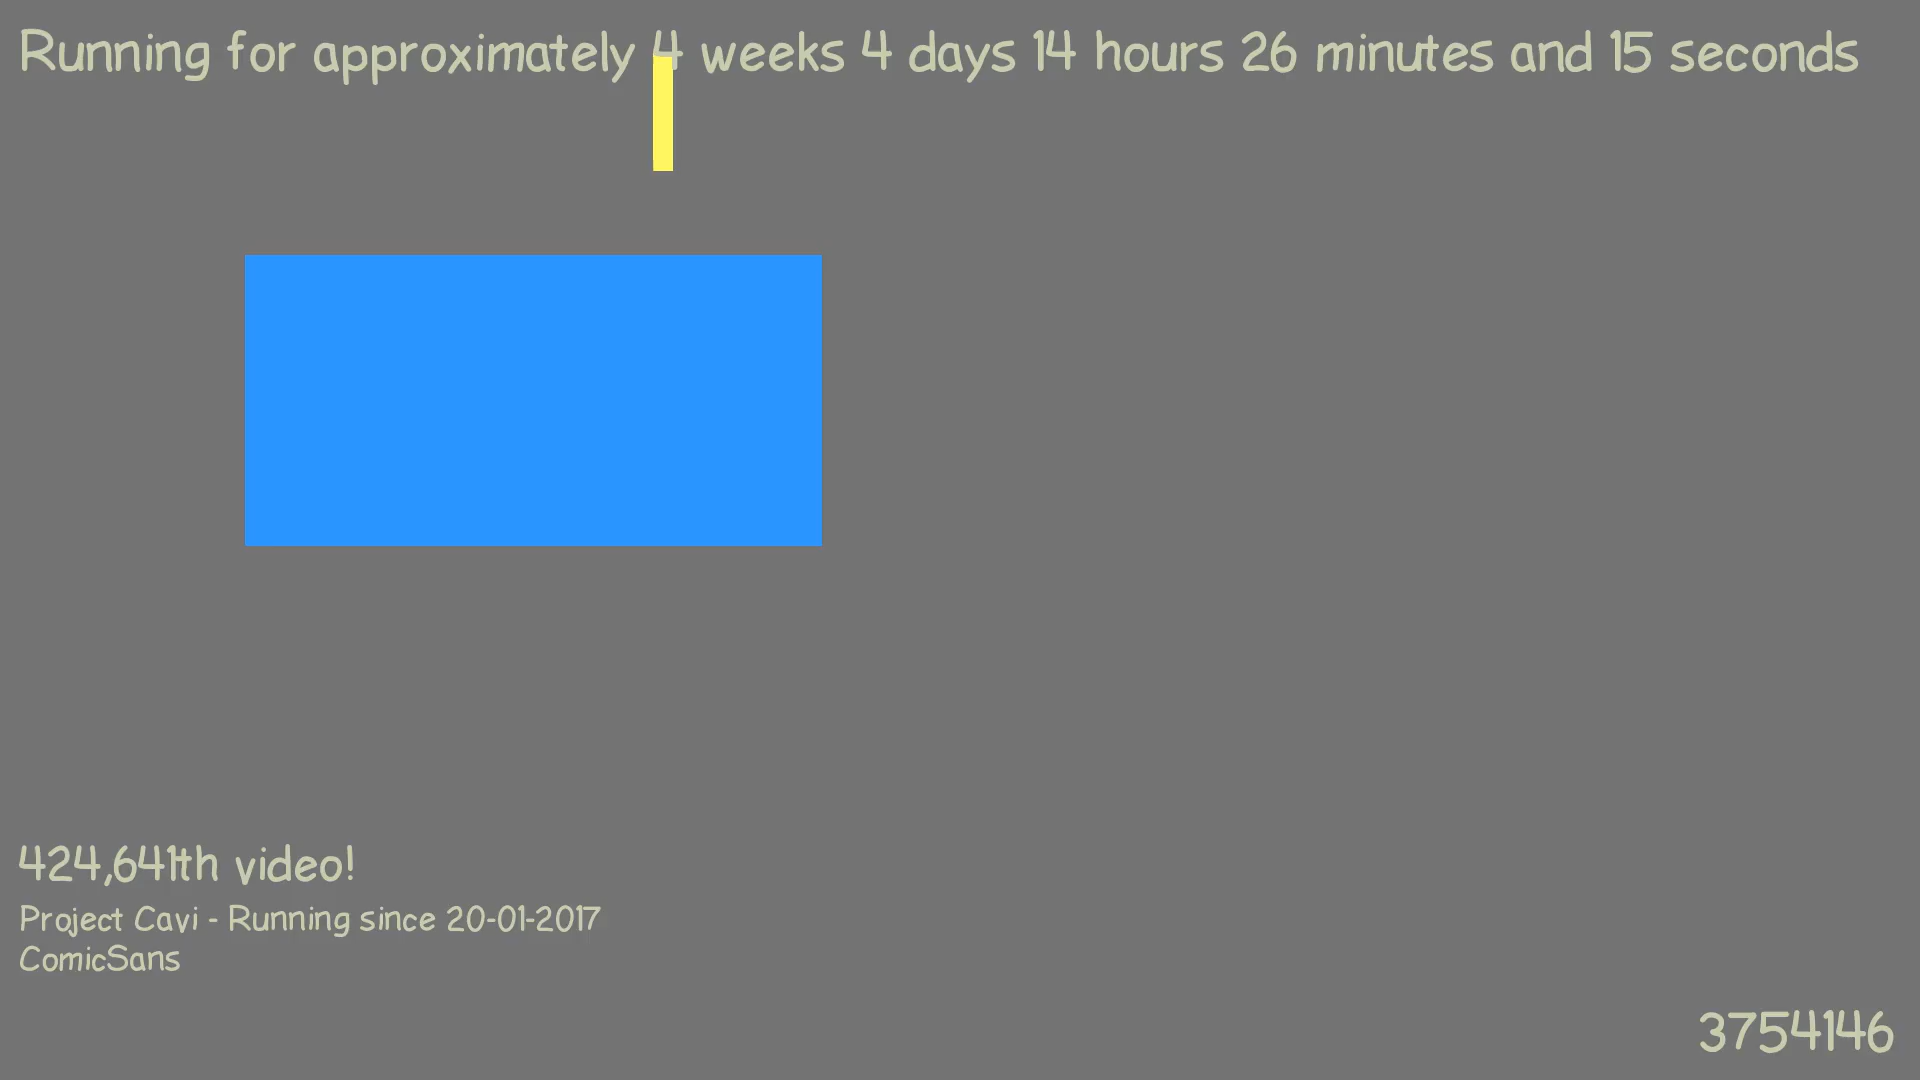 Running for approximately 4 weeks 4 days 14 hours 26 minutes and 15 seconds
424,641th video!
Project Cavi - Running since 20-01-2017
ComicSans
3754146